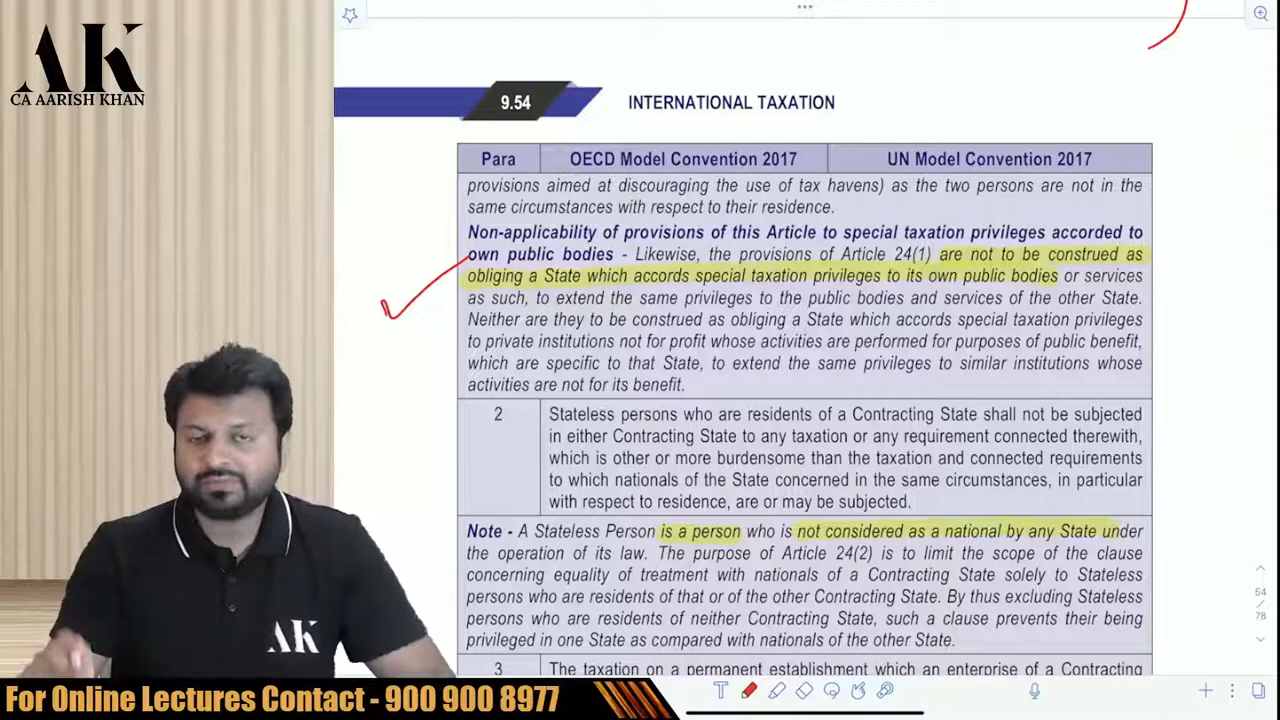 AK
CA AARISH KHAN
9.54 INTERNATIONAL TAXATION
Para OECD Model Convention 2017 UN Model Convention 2017
provisions aimed at discouraging the use of tax havens) as the two persons are not in the
same circumstances with respect to their residence.
Non-applicability of provisions of this Article to special taxation privileges accorded to
own public bodies - Likewise, the provisions of Article 24(1) are not to be construed as
obliging a State which accords special taxation privileges to its own public bodies or services
as such, to extend the same privileges to the public bodies and services of the other State.
Neither are they to be construed as obliging a State which accords special taxation privileges
to private institutions not for profit whose activities are performed for purposes of public benefit,
which are specific to that State, to extend the same privileges to similar institutions whose
activities are not for its benefit.
2 Stateless persons who are residents of a Contracting State shall not be subjected
in either Contracting State to any taxation or any requirement connected therewith,
which is other or more burdensome than the taxation and connected requirements
to which nationals of the State concerned in the same circumstances, in particular
with respect to residence, are or may be subjected.
Note - A Stateless Person is a person who is not considered as a national by any State under
the operation of its law. The purpose of Article 24(2) is to limit the scope of the clause
concerning equality of treatment with nationals of a Contracting State solely to Stateless
persons who are residents of that or of the other Contracting State. By thus excluding Stateless
persons who are residents of neither Contracting State, such a clause prevents their being
privileged in one State as compared with nationals of the other State.
3 The taxation on a permanent establishment which an enterprise of a Contracting
54
/
78
AK
For Online Lectures Contact - 900 900 8977